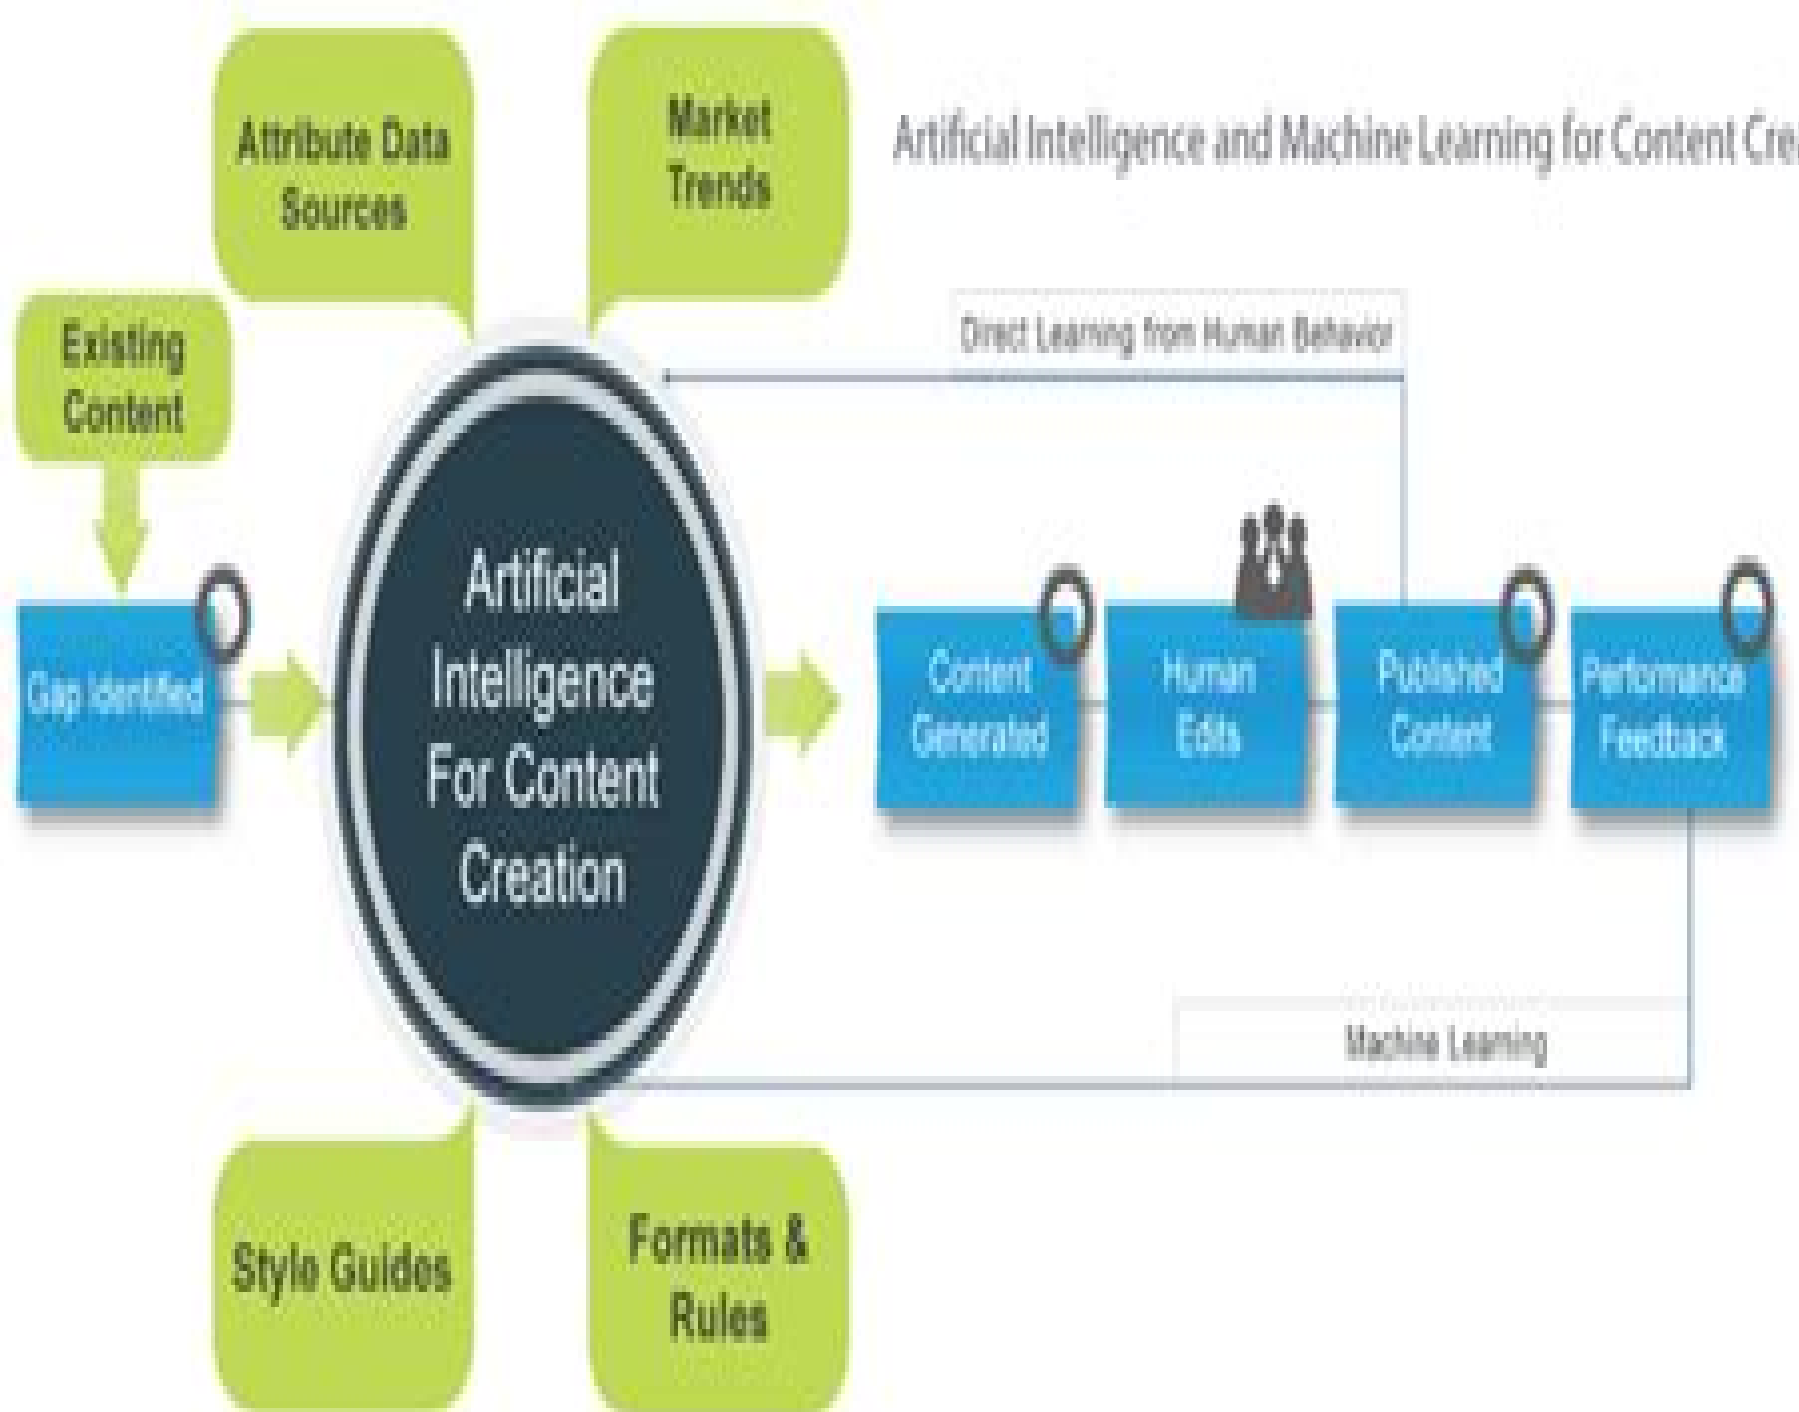 Attribute Data
Sources
Market
Trends
Artificial Intelligence and Machine Learning for Content Cre
Existing
Content
Direct Learning from Human Behavior
Gap Identified
Artificial
Intelligence
For Content
Creation
Content
Generated
Human
Edits
Published
Content
Performance
Feedback
Machine Learning
Style Guides
Formats &
Rules